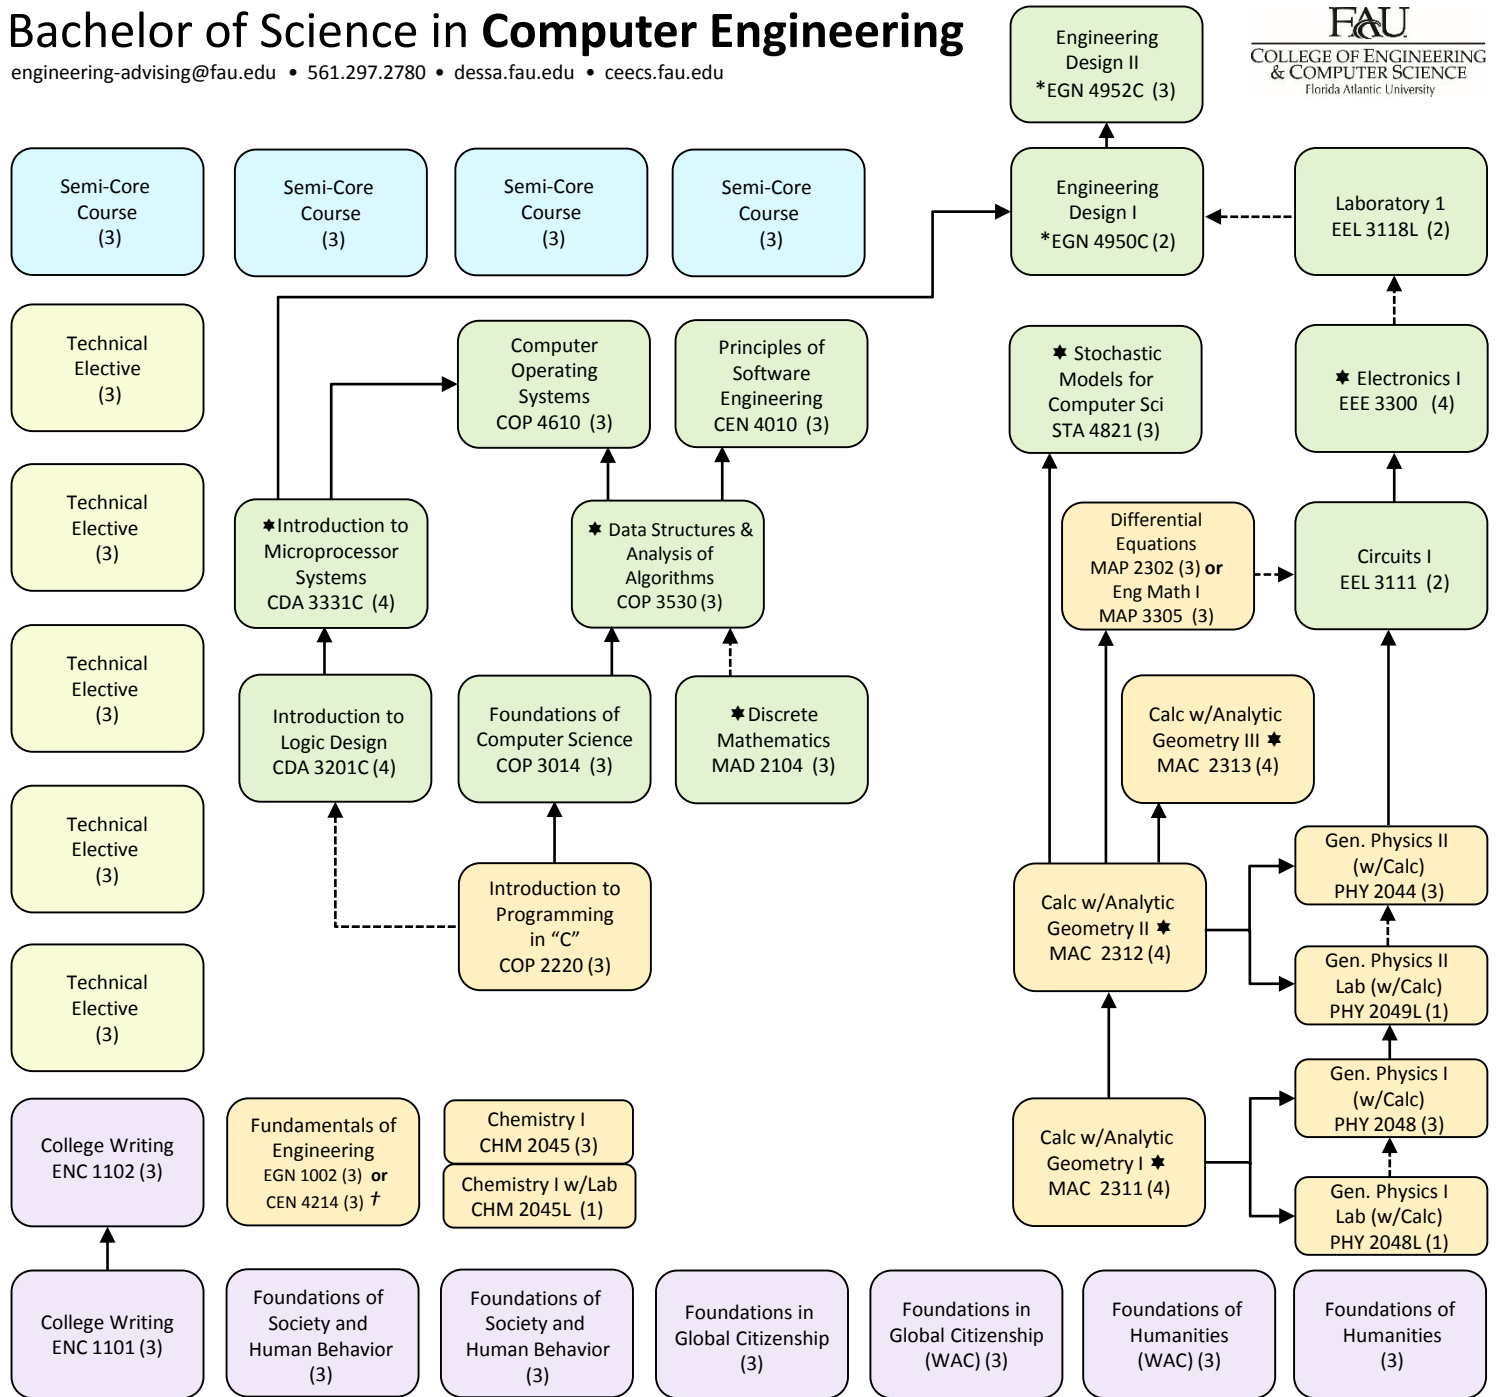 Bachelor of Science in Computer Engineering
engineering-advising@fau.edu • 561.297.2780 • dessa.fau.edu • ceecs.fau.edu
Engineering
Design II
*EGN 4952C (3)
FAU
COLLEGE OF ENGINEERING
& COMPUTER SCIENCE
Florida Atlantic University
Semi-Core
Course
(3)
Semi-Core
Course
(3)
Semi-Core
Course
(3)
Semi-Core
Course
(3)
Engineering
Design I
*EGN 4950C (2)
Laboratory 1
EEL 3118L (2)
Technical
Elective
(3)
Computer
Operating
Systems
COP 4610 (3)
Principles of
Software
Engineering
CEN 4010 (3)
✶ Stochastic
Models for
Computer Sci
STA 4821 (3)
✶ Electronics I
EEE 3300 (4)
Technical
Elective
(3)
✶Introduction to
Microprocessor
Systems
CDA 3331C (4)
✶ Data Structures &
Analysis of
Algorithms
COP 3530 (3)
Differential
Equations
MAP 2302 (3) or
Eng Math I
MAP 3305 (3)
Circuits I
EEL 3111 (2)
Technical
Elective
(3)
Introduction to
Logic Design
CDA 3201C (4)
Foundations of
Computer Science
COP 3014 (3)
✶Discrete
Mathematics
MAD 2104 (3)
Calc w/Analytic
Geometry III ✶
MAC 2313 (4)
Technical
Elective
(3)
Introduction to
Programming
in “C”
COP 2220 (3)
Calc w/Analytic
Geometry II ✶
MAC 2312 (4)
Gen. Physics II
(w/Calc)
PHY 2044 (3)
Technical
Elective
(3)
Gen. Physics II
Lab (w/Calc)
PHY 2049L (1)
College Writing
ENC 1102 (3)
Fundamentals of
Engineering
EGN 1002 (3) or
CEN 4214 (3) †
Chemistry I
CHM 2045 (3)
Chemistry I w/Lab
CHM 2045L (1)
Calc w/Analytic
Geometry I ✶
MAC 2311 (4)
Gen. Physics I
(w/Calc)
PHY 2048 (3)
Gen. Physics I
Lab (w/Calc)
PHY 2048L (1)
College Writing
ENC 1101 (3)
Foundations of
Society and
Human Behavior
(3)
Foundations of
Society and
Human Behavior
(3)
Foundations in
Global Citizenship
(3)
Foundations in
Global Citizenship
(WAC) (3)
Foundations of
Humanities
(WAC) (3)
Foundations of
Humanities
(3)